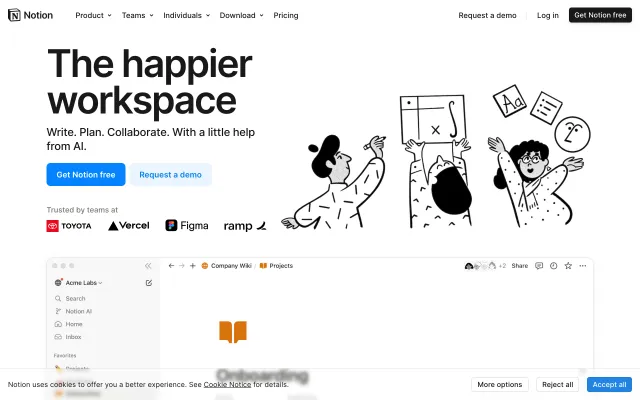 Notion
Product
Teams
Individuals
Download
Pricing
Request a demo
Log in
Get Notion free
The happier
workspace
Write. Plan. Collaborate. With a little help
from AI.
Get Notion free
Request a demo
Trusted by teams at
TOYOTA
Vercel
Figma
ramp
Aa
x
Acme Labs
Search
Notion AI
Home
Inbox
Favorites
Projects
Company Wiki
Projects
+2
Share
Onboarding
Notion uses cookies to offer you a better experience. See Cookie Notice for details.
More options
Reject all
Accept all